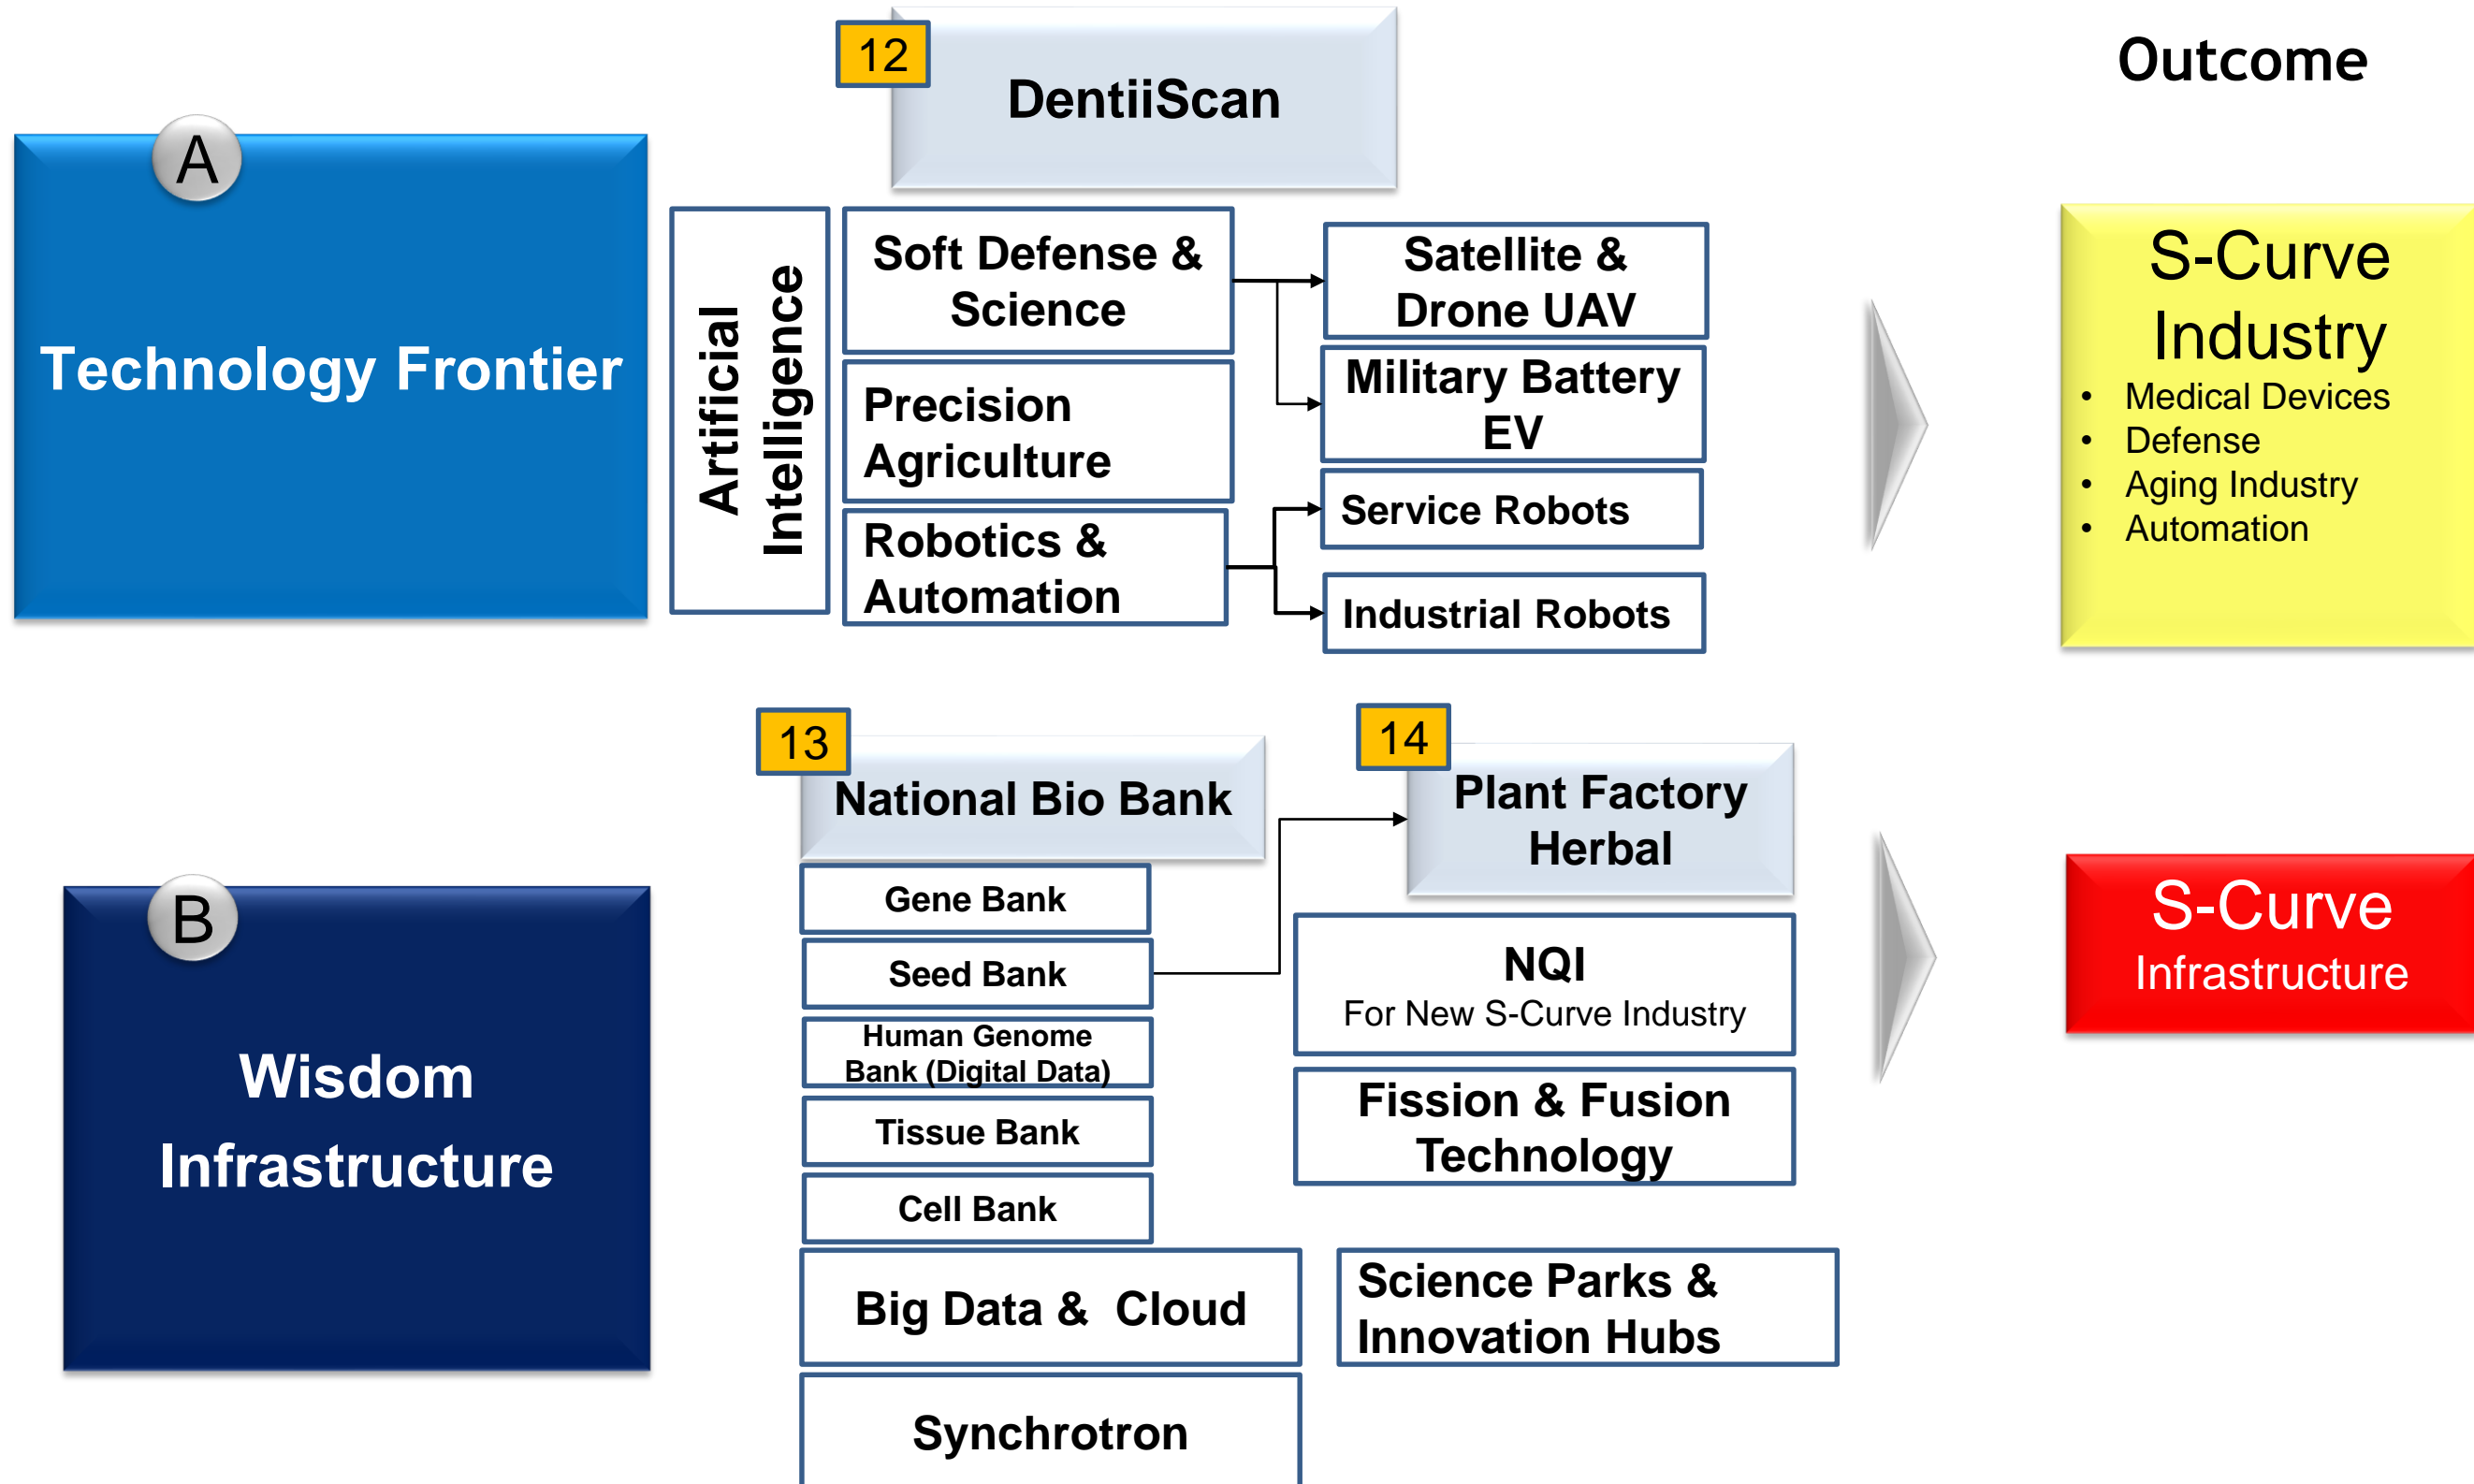 12
DentiiScan
Outcome
A
Technology Frontier
Artificial
Intelligence
Soft Defense &
Science
Precision
Agriculture
Robotics &
Automation
Satellite &
Drone UAV
Military Battery
EV
Service Robots
Industrial Robots
S-Curve
Industry
• Medical Devices
• Defense
• Aging Industry
• Automation
B
Wisdom
Infrastructure
13
National Bio Bank
Gene Bank
Seed Bank
Human Genome
Bank (Digital Data)
Tissue Bank
Cell Bank
Big Data & Cloud
Synchrotron
14
Plant Factory
Herbal
NQI
For New S-Curve Industry
Fission & Fusion
Technology
Science Parks &
Innovation Hubs
S-Curve
Infrastructure